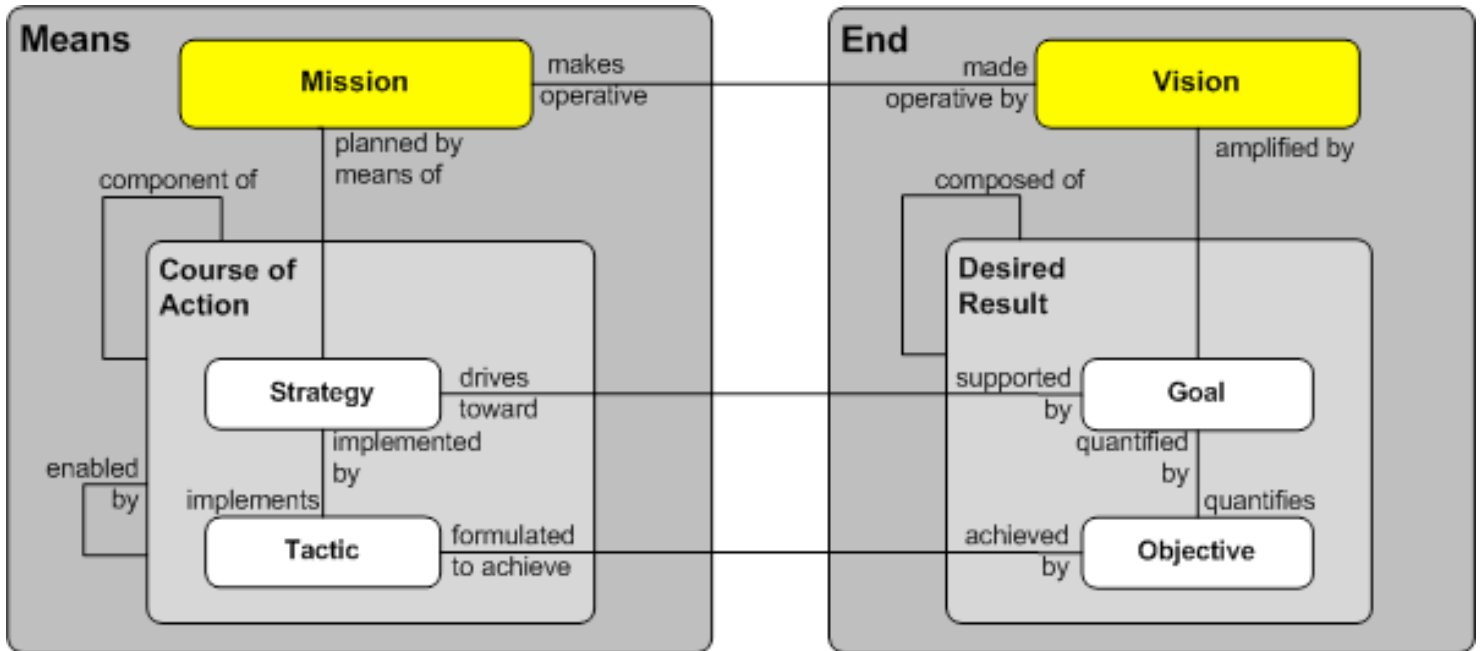 Means
Mission
makes
operative
planned by
means of
component of
Course of
Action
Strategy
drives
toward
implemented
by
enabled
by
implements
Tactic
formulated
to achieve
End
made
operative by
Vision
amplified by
composed of
Desired
Result
supported
by
Goal
quantified
by
quantifies
achieved
by
Objective